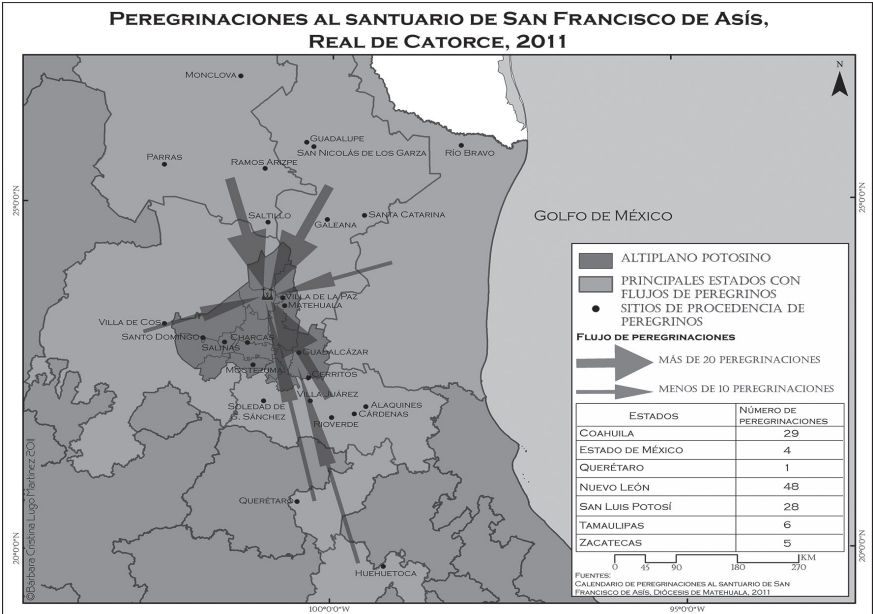 PEREGRINACIONES AL SANTUARIO DE SAN FRANCISCO DE ASÍS,
REAL DE CATORCE, 2011
N
MONCLOVA
GUADALUPE
SAN NICOLÁS DE LOS GARZA
RÍO BRAVO
PARRAS
RAMOS ARIZPE
25°0'0"N
25°0'0"N
SALTILLO
SANTA CATARINA
GALEANA
GOLFO DE MÉXICO
VILLA DE LA PAZ
MATEHUALA
VILLA DE COS
SANTO DOMINGO
CHARCAS
SALINAS
GUADALCÁZAR
MOCTEZUMA
CERRITOS
VILLA JUÁREZ
SOLEDAD DE
G. SÁNCHEZ
ALAQUINES
CÁRDENAS
RIOVERDE
QUERÉTARO
HUEHUETOCA
20°0'0"N
20°0'0"N
100°0'0"W
95°0'0"W
©Bárbara Cristina Lugo Martínez 2011
ALTIPLANO POTOSINO
PRINCIPALES ESTADOS CON
FLUJOS DE PEREGRINOS
SITIOS DE PROCEDENCIA DE
PEREGRINOS
FLUJO DE PEREGRINACIONES
MÁS DE 20 PEREGRINACIONES
MENOS DE 10 PEREGRINACIONES
ESTADOS NÚMERO DE
PEREGRINACIONES
COAHUILA 29
ESTADO DE MÉXICO 4
QUERÉTARO 1
NUEVO LEÓN 48
SAN LUIS POTOSÍ 28
TAMAULIPAS 6
ZACATECAS 5
KM
0 45 90 180 270
FUENTES:
CALENDARIO DE PEREGRINACIONES AL SANTUARIO DE SAN
FRANCISCO DE ASÍS, DIÓCESIS DE MATEHUALA, 2011